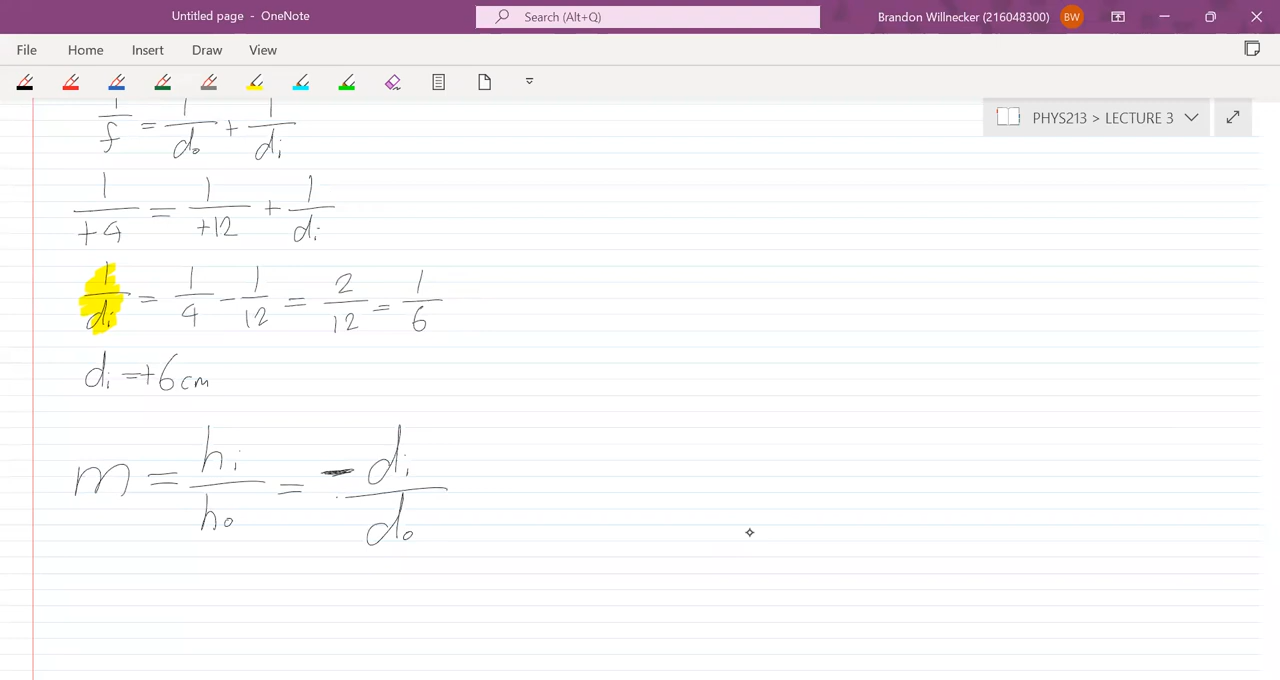 Untitled page - OneNote
Search (Alt+Q)
Brandon Willnecker (216048300)
BW
File Home Insert Draw View
PHYS213 > LECTURE 3
1/f = 1/do + 1/di
1/+4 = 1/+12 + 1/di
1/di = 1/4 - 1/12 = 2/12 = 1/6
di = +6cm
m = hi/ho = -di/do